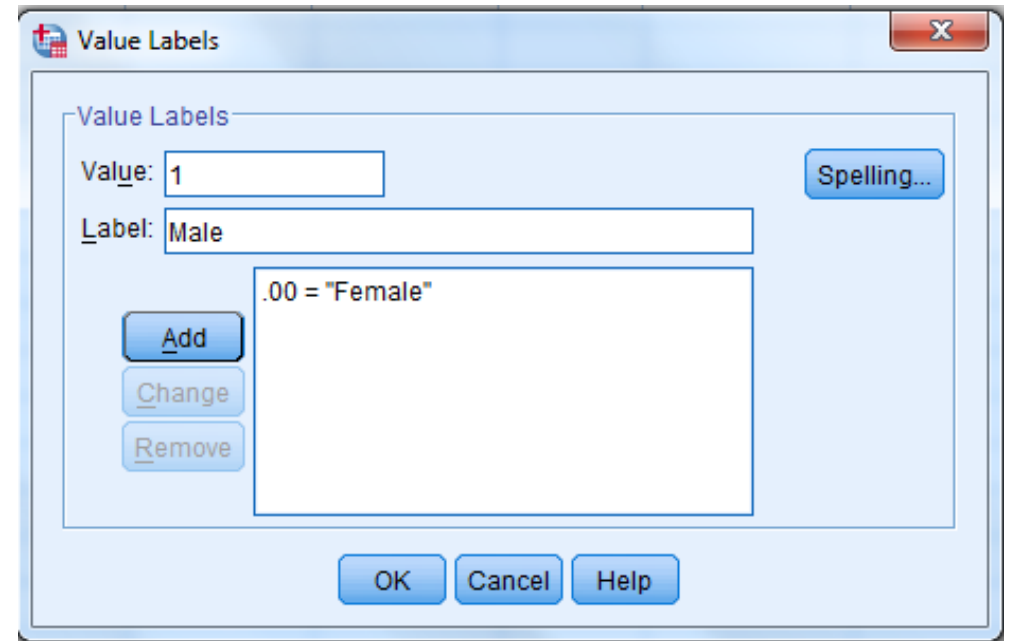 Value Labels
Value Labels
Value: 1
Spelling...
Label: Male
.00 = "Female"
Add
Change
Remove
OK Cancel Help